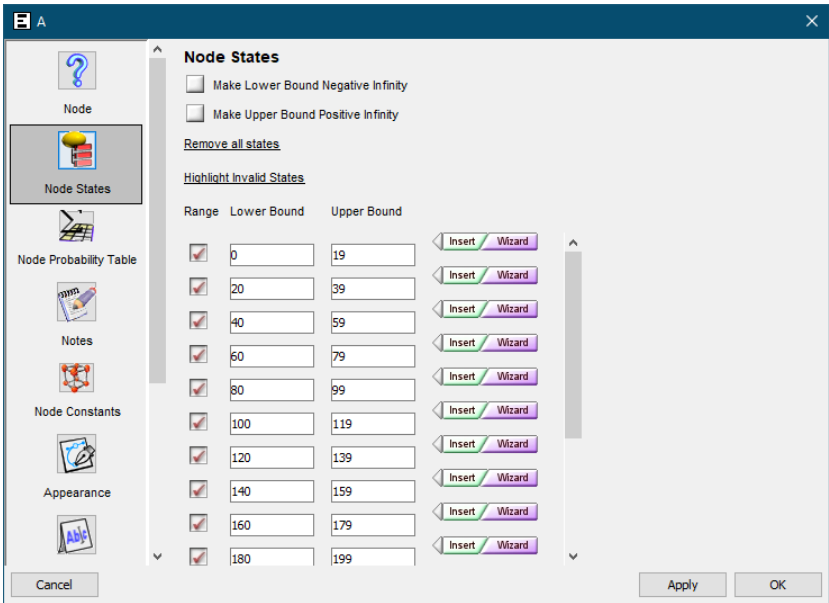 A
Node
Node States
Node Probability Table
Notes
Node Constants
Appearance
Ab|c
Node States
Make Lower Bound Negative Infinity
Make Upper Bound Positive Infinity
Remove all states
Highlight Invalid States
Range Lower Bound Upper Bound
0 19 Insert Wizard
20 39 Insert Wizard
40 59 Insert Wizard
60 79 Insert Wizard
80 99 Insert Wizard
100 119 Insert Wizard
120 139 Insert Wizard
140 159 Insert Wizard
160 179 Insert Wizard
180 199 Insert Wizard
Cancel Apply OK